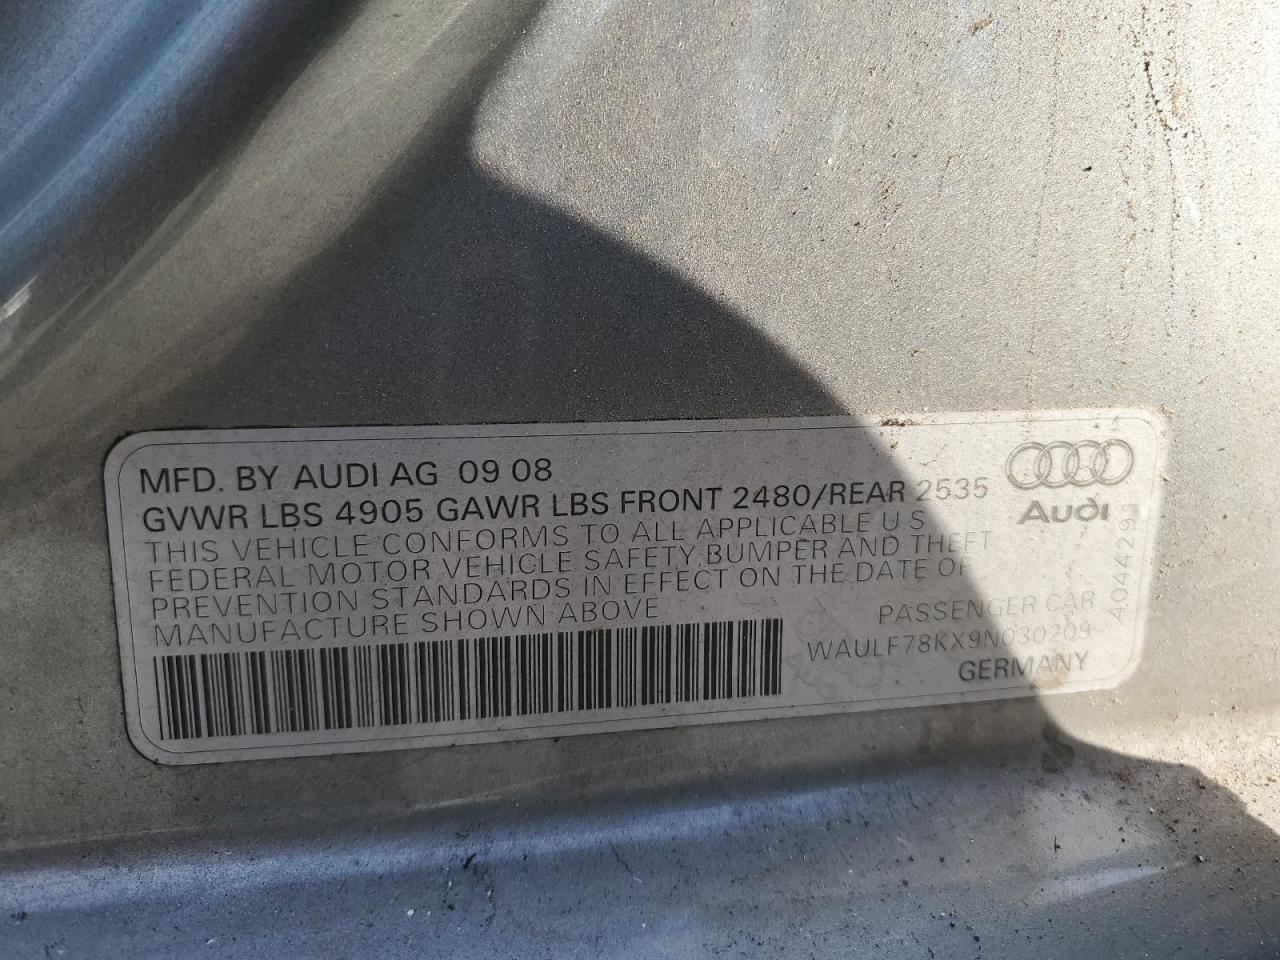 MFD. BY AUDI AG 09 08
GVWR LBS 4905 GAWR LBS FRONT 2480/REAR 2535
THIS VEHICLE CONFORMS TO ALL APPLICABLE U S
FEDERAL MOTOR VEHICLE SAFETY, BUMPER AND THEFT
PREVENTION STANDARDS IN EFFECT ON THE DATE OF
MANUFACTURE SHOWN ABOVE
Audi
PASSENGER CAR
WAULF78KX9N030209
GERMANY
A044291